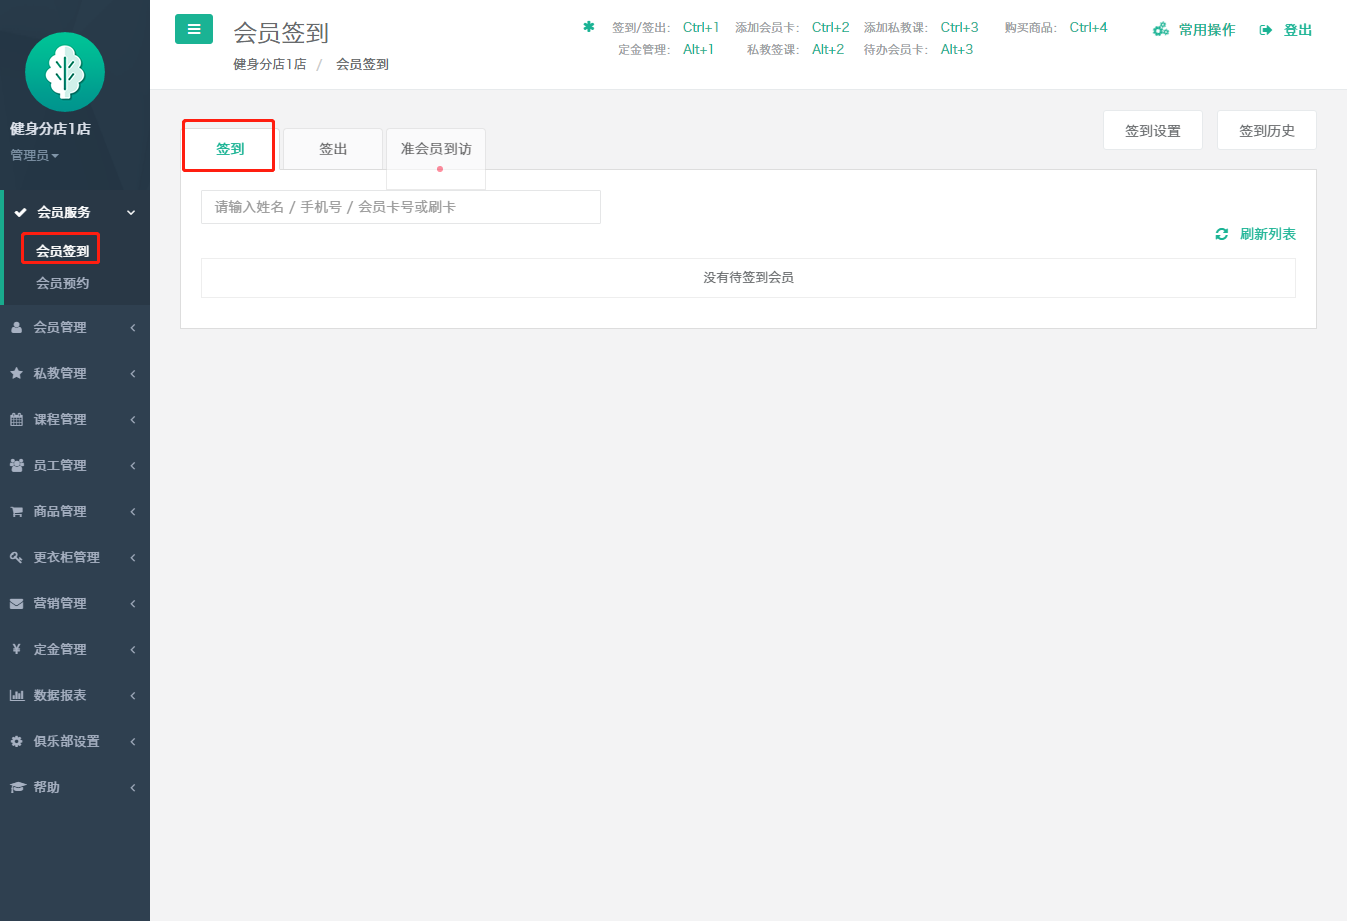 健身分店1店
管理员
会员服务
会员签到
会员预约
会员管理
私教管理
课程管理
员工管理
商品管理
更衣柜管理
营销管理
定金管理
数据报表
俱乐部设置
帮助
会员签到
健身分店1店 / 会员签到
签到/签出: Ctrl+1 添加会员卡: Ctrl+2 添加私教课: Ctrl+3 购买商品: Ctrl+4
定金管理: Alt+1 私教签课: Alt+2 待办会员卡: Alt+3
常用操作 登出
签到 签出 准会员到访
签到设置 签到历史
请输入姓名 / 手机号 / 会员卡号或刷卡
刷新列表
没有待签到会员